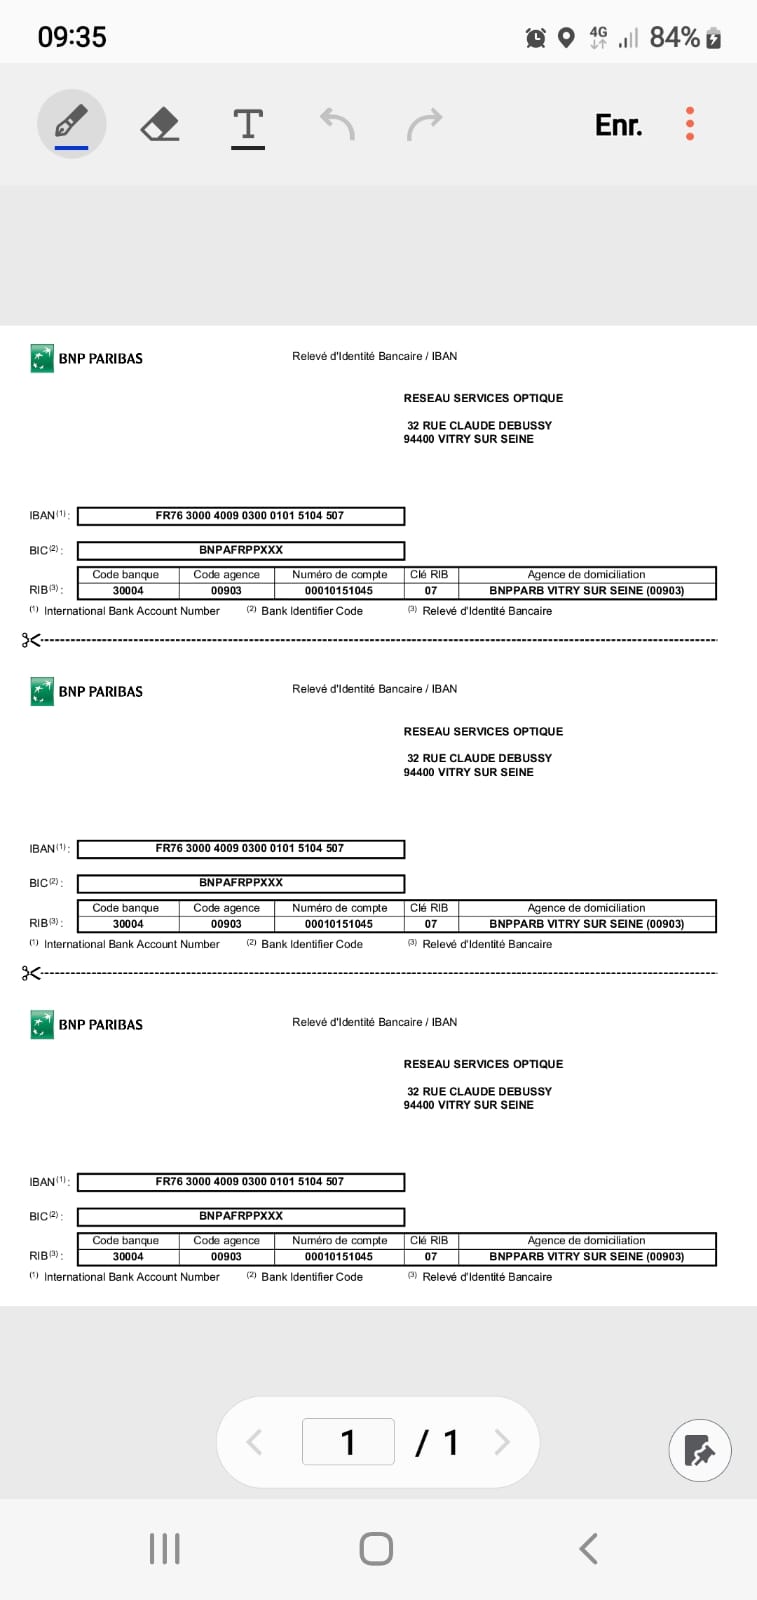 09:35 4G 84%
T Enr.
BNP PARIBAS Relevé d'Identité Bancaire / IBAN
RESEAU SERVICES OPTIQUE
32 RUE CLAUDE DEBUSSY
94400 VITRY SUR SEINE
IBAN(1): FR76 3000 4009 0300 0101 5104 507
BIC(2): BNPAFRPPXXX
Code banque Code agence Numéro de compte Clé RIB Agence de domiciliation
RIB(3): 30004 00903 00010151045 07 BNPPARB VITRY SUR SEINE (00903)
(1) International Bank Account Number (2) Bank Identifier Code (3) Relevé d'Identité Bancaire
BNP PARIBAS Relevé d'Identité Bancaire / IBAN
RESEAU SERVICES OPTIQUE
32 RUE CLAUDE DEBUSSY
94400 VITRY SUR SEINE
IBAN(1): FR76 3000 4009 0300 0101 5104 507
BIC(2): BNPAFRPPXXX
Code banque Code agence Numéro de compte Clé RIB Agence de domiciliation
RIB(3): 30004 00903 00010151045 07 BNPPARB VITRY SUR SEINE (00903)
(1) International Bank Account Number (2) Bank Identifier Code (3) Relevé d'Identité Bancaire
BNP PARIBAS Relevé d'Identité Bancaire / IBAN
RESEAU SERVICES OPTIQUE
32 RUE CLAUDE DEBUSSY
94400 VITRY SUR SEINE
IBAN(1): FR76 3000 4009 0300 0101 5104 507
BIC(2): BNPAFRPPXXX
Code banque Code agence Numéro de compte Clé RIB Agence de domiciliation
RIB(3): 30004 00903 00010151045 07 BNPPARB VITRY SUR SEINE (00903)
(1) International Bank Account Number (2) Bank Identifier Code (3) Relevé d'Identité Bancaire
1 / 1